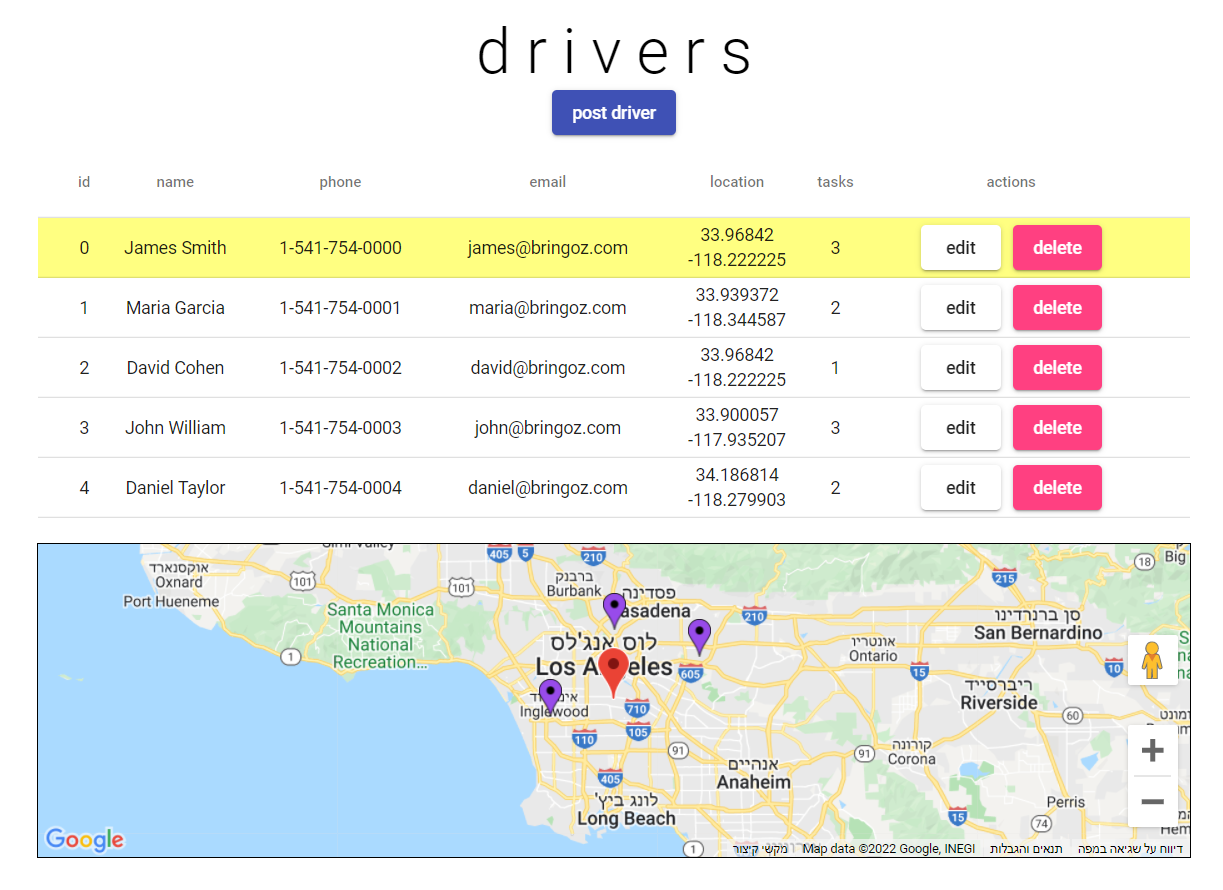 drivers
post driver
id name phone email location tasks actions
0 James Smith 1-541-754-0000 james@bringoz.com 33.96842 -118.222225 3 edit delete
1 Maria Garcia 1-541-754-0001 maria@bringoz.com 33.939372 -118.344587 2 edit delete
2 David Cohen 1-541-754-0002 david@bringoz.com 33.96842 -118.222225 1 edit delete
3 John William 1-541-754-0003 john@bringoz.com 33.900057 -117.935207 3 edit delete
4 Daniel Taylor 1-541-754-0004 daniel@bringoz.com 34.186814 -118.279903 2 edit delete
405 5 210
18 Big
אוקסנארד
Oxnard
101
101
ברבנק
Burbank
215
Port Hueneme
Santa Monica
Mountains
National
Recreation...
פסדינה
210
סן ברנרדינו
San Bernardino
לוס אנג'לס
Los
605
1
אונטריו
Ontario
15
10
Inglewood
710
ריברסייד
Riverside
60
110
105
91
91
קורונה
Corona
אנהיים
Anaheim
405
לונג ביץ'
Long Beach
Perris
15
74
1
Google
מקשי קיצור
Map data ©2022 Google, INEGI
תנאים והגבלות
דיווח על שגיאה במפה